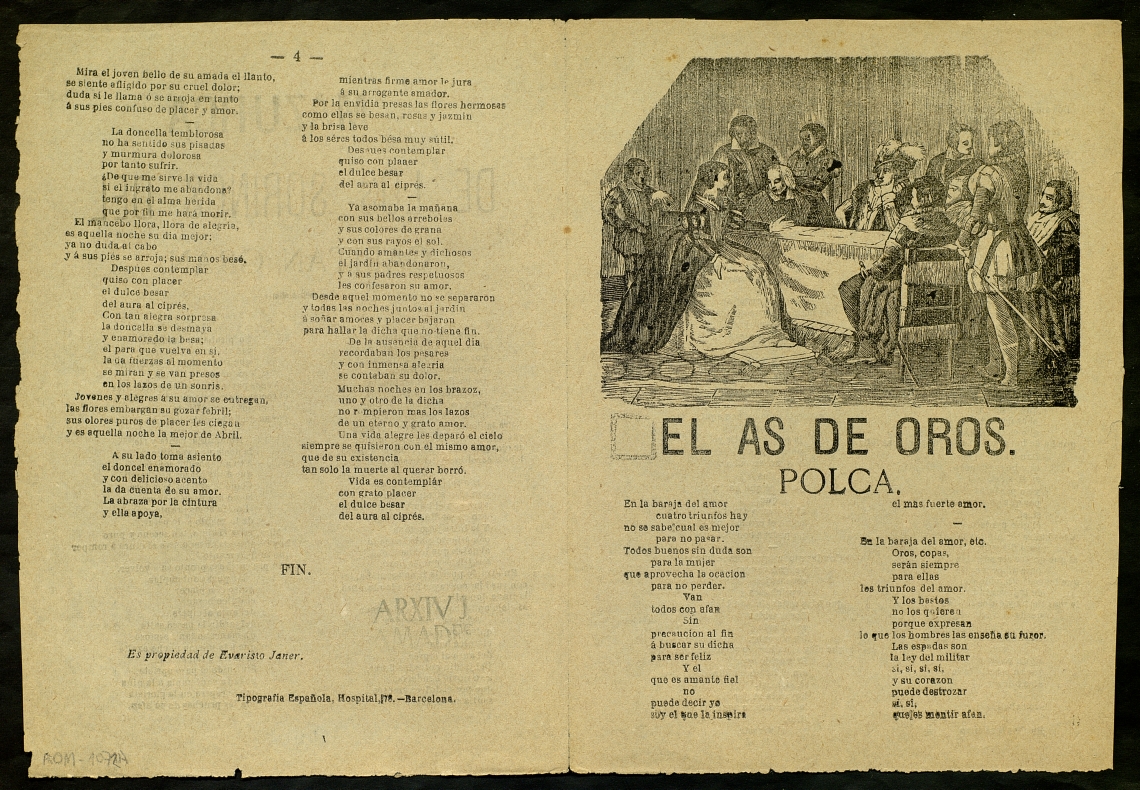 — 4 —
Mira el joven bello de su amada el llanto,
se siente afligido por su cruel dolor;
duda si le llama ó se arroja en tanto
á sus pies confuso de placer y amor.
—
La doncella temblorosa
no ha sentido sus pisadas
y murmura dolorosa
por tanto sufrir.
¿De que me sirve la vida
si el ingrato me abandona?
tengo en el alma herida
que por fin me hará morir.
El mancebo llora, llora de alegria,
es aquella noche su dia mejor;
ya no duda al cabo
y á sus piés se arroja; sus manos besó.
Despues contemplar
quiso con placer
el dulce besar
del aura al ciprés.
Con tan alegra sorpresa
la doncella se desmaya
y enamorado la besa;
el para que vuelva en si,
la da fuerzas al momento
se miran y se van presos
en los lazos de un sonris.
Jovenes y alegres á su amor se entregan,
las flores embargan su gozar febril;
sus olores puros de placer les ciegan
y es aquella noche la mejor de Abril.
—
A su lado toma asiento
el doncel enamorado
y con delicioso acento
la da cuenta de su amor.
La abraza por la cintura
y ella apoya,
mientras firme amor le jura
á su arrogante amador.
Por la envidia presas las flores hermosas
como ellas se besan, rosas y jazmin
y la brisa leve
á los séres todos besa muy sútil.
Despues contemplar
quiso con placer
el dulce besar
del aura al ciprés.
—
Ya asomaba la mañana
con sus bellos arreboles
y sus colores de grana
y con sus rayos el sol.
Cuando amantes y dichosos
el jardin abandonaron,
y a sus padres respetuosos
les confesaron su amor.
Desde aquel momento no se separaron
y todas las noches juntos al jardin
á soñar amores y placer bajaron
para hallar la dicha que no tiene fin.
De la ausencia de aquel dia
recordaban los pesares
y con inmensa alegria
se contaban su dolor.
Muchas noches en los brazoz,
uno y otro de la dicha
no r mpieron mas los lazos
de un eterno y grato amor.
Una vida alegre les deparó el cielo
siempre se quisieron con el mismo amor,
que de su existencia
tan solo la muerte al querer borró.
Vida es contemplár
con grato placer
el dulce besar
del aura al ciprés.
FIN.
ARXIU
Es propiedad de Evaristo Janer.
Tipografia Española, Hospital, 78.—Barcelona.
ROM-
EL AS DE OROS.
POLCA.
En la baraja del amor
cuatro triunfos hay
no se sabe cual es mejor
para no pasar.
Todos buenos sin duda son
para la mujer
que aprovecha la ocacion
para no perder.
Van
todos con afan
Sin
precaucion al fin
á buscar su dicha
para ser feliz
Y el
que es amante fiel
no
puede decir yo
soy el que le inspira
el mas fuerte amor.
—
En la baraja del amor, etc.
Oros, copas,
serán siempre
para ellas
los triunfos del amor.
Y los bastos
no los quieren
porque expresan
lo que los hombres las enseña su furor.
Las espadas son
la ley del militar
si, si, si, si,
y su corazon
puede destrozar
si, si,
que es mentir afan.